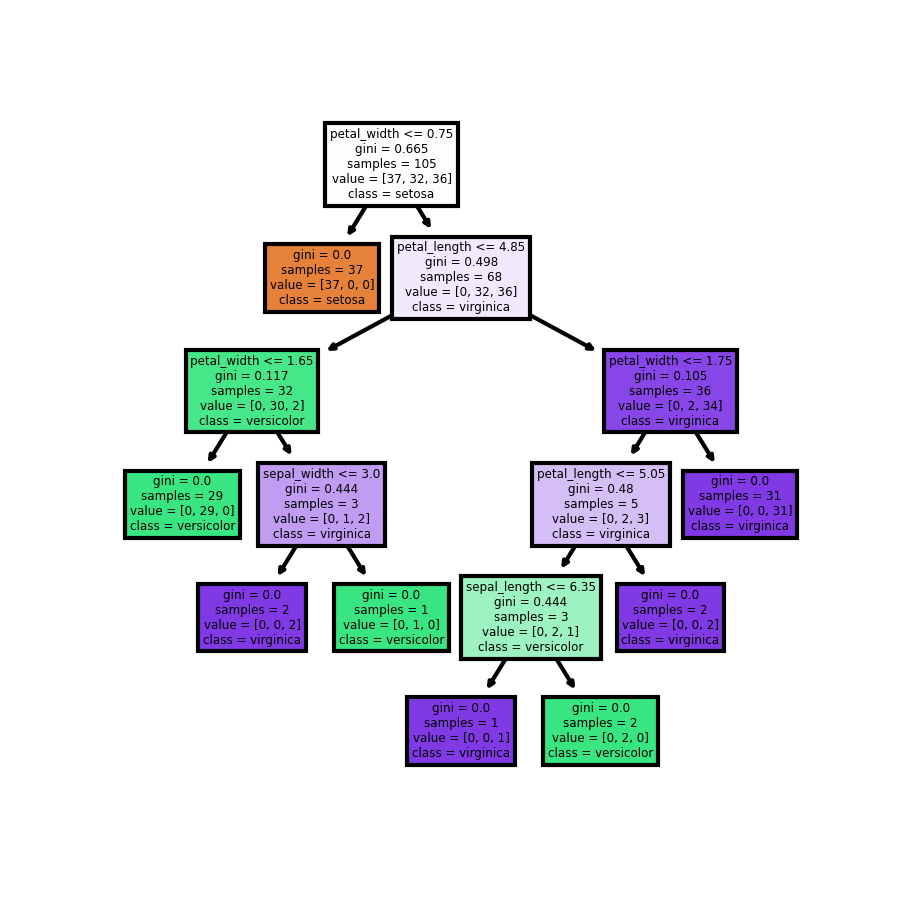 petal_width <= 0.75
gini = 0.665
samples = 105
value = [37, 32, 36]
class = setosa
gini = 0.0
samples = 37
value = [37, 0, 0]
class = setosa
petal_length <= 4.85
gini = 0.498
samples = 68
value = [0, 32, 36]
class = virginica
petal_width <= 1.65
gini = 0.117
samples = 32
value = [0, 30, 2]
class = versicolor
petal_width <= 1.75
gini = 0.105
samples = 36
value = [0, 2, 34]
class = virginica
gini = 0.0
samples = 29
value = [0, 29, 0]
class = versicolor
sepal_width <= 3.0
gini = 0.444
samples = 3
value = [0, 1, 2]
class = virginica
petal_length <= 5.05
gini = 0.48
samples = 5
value = [0, 2, 3]
class = virginica
gini = 0.0
samples = 31
value = [0, 0, 31]
class = virginica
gini = 0.0
samples = 2
value = [0, 0, 2]
class = virginica
gini = 0.0
samples = 1
value = [0, 1, 0]
class = versicolor
sepal_length <= 6.35
gini = 0.444
samples = 3
value = [0, 2, 1]
class = versicolor
gini = 0.0
samples = 2
value = [0, 0, 2]
class = virginica
gini = 0.0
samples = 1
value = [0, 0, 1]
class = virginica
gini = 0.0
samples = 2
value = [0, 2, 0]
class = versicolor